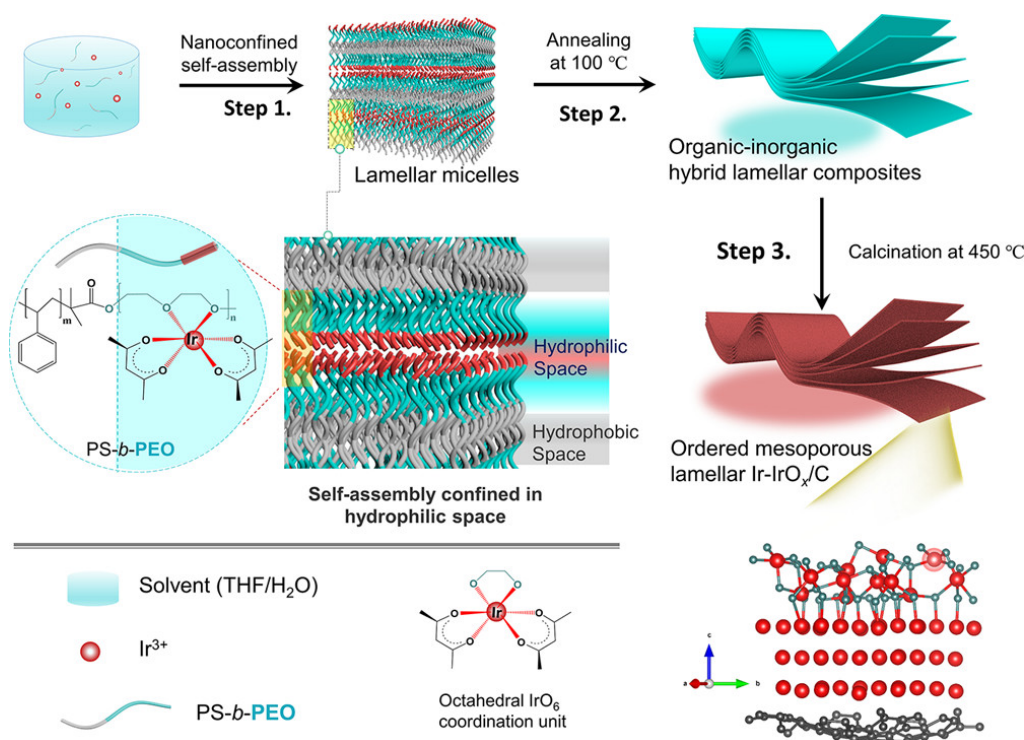 Nanoconfined
self-assembly
Step 1.
Annealing
at 100 ℃
Step 2.
Lamellar micelles
Organic-inorganic
hybrid lamellar composites
Step 3.
Calcination at 450 ℃
O
O
m
n
Ir
O
O
O
O
O
O
PS-b-PEO
Hydrophilic
Space
Hydrophobic
Space
Self-assembly confined in
hydrophilic space
Ordered mesoporous
lamellar Ir-IrOₓ/C
Solvent (THF/H₂O)
Ir³⁺
PS-b-PEO
O
O
Ir
O
O
O
O
Octahedral IrO₆
coordination unit
c
a
b